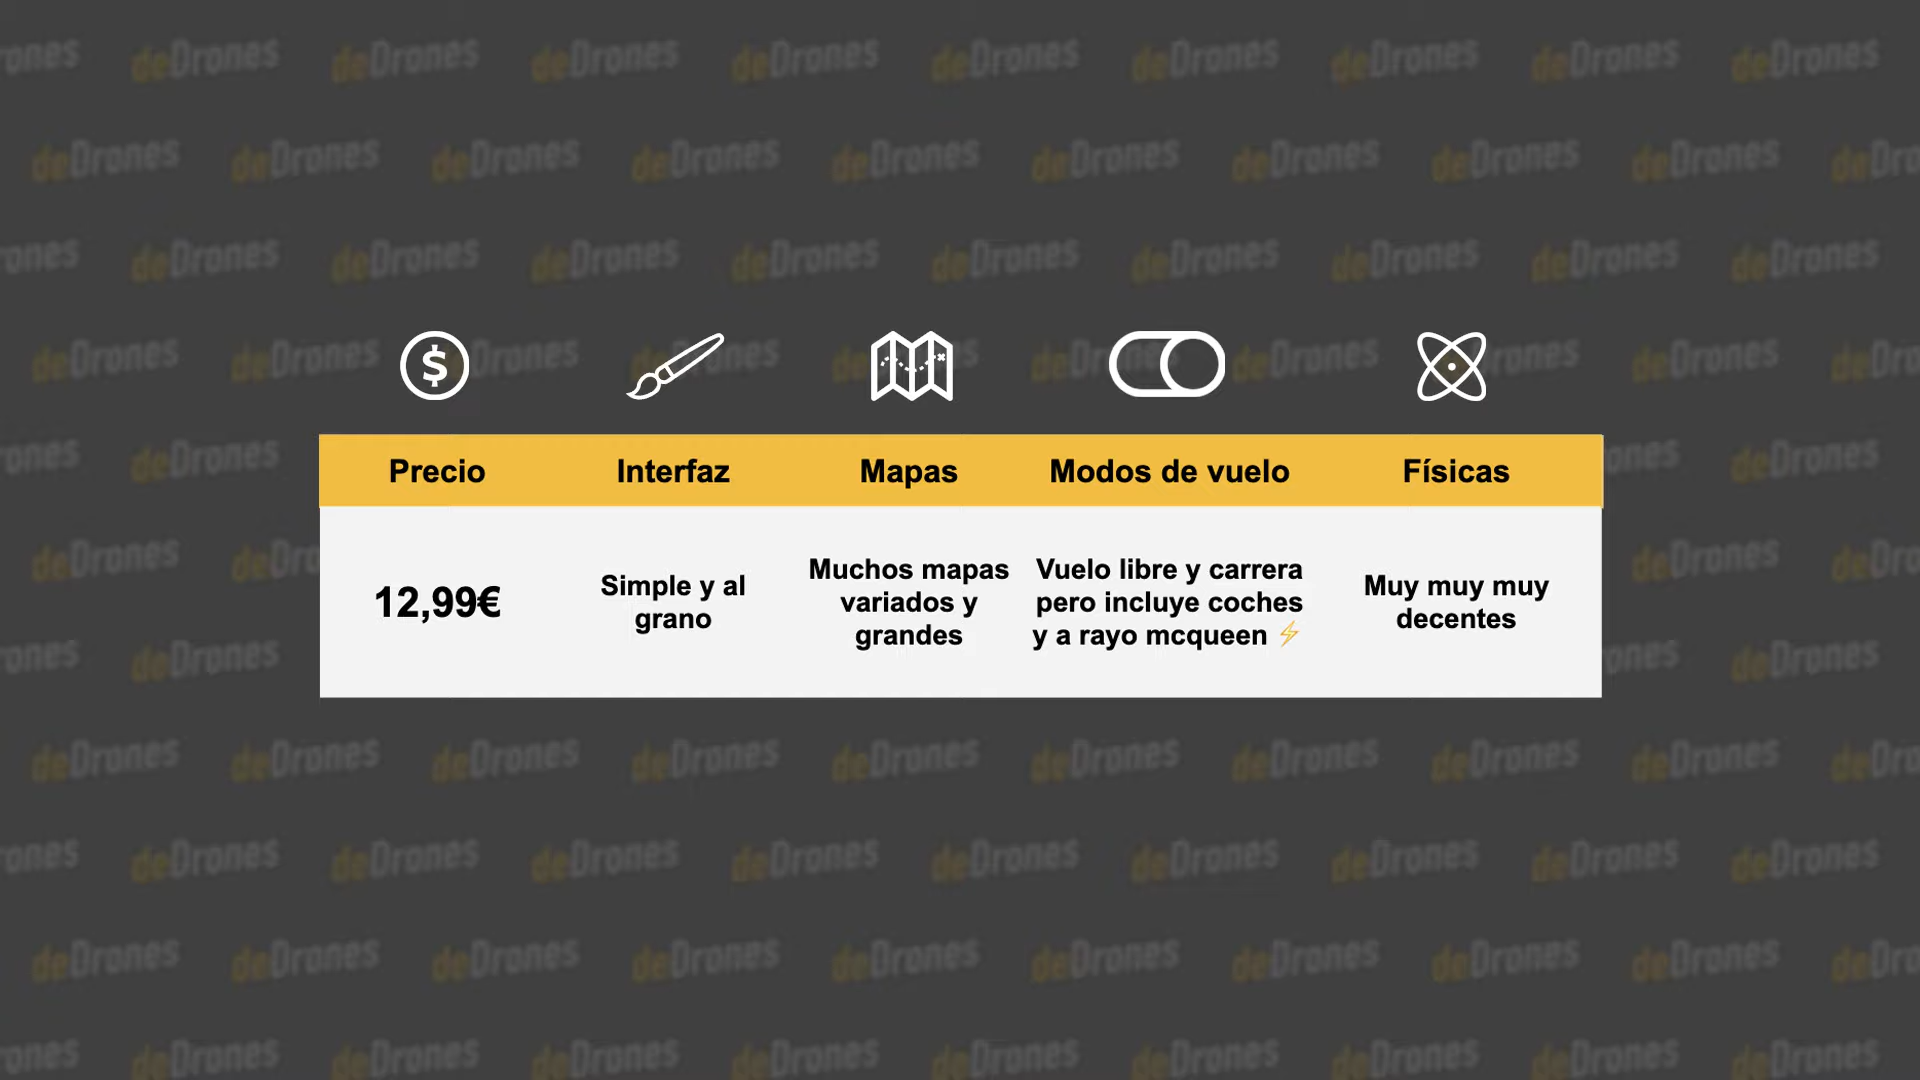 Precio Interfaz Mapas Modos de vuelo Físicas
12,99€
Simple y al
grano
Muchos mapas
variados y
grandes
Vuelo libre y carrera
pero incluye coches
y a rayo mcqueen ⚡
Muy muy muy
decentes
deDrones